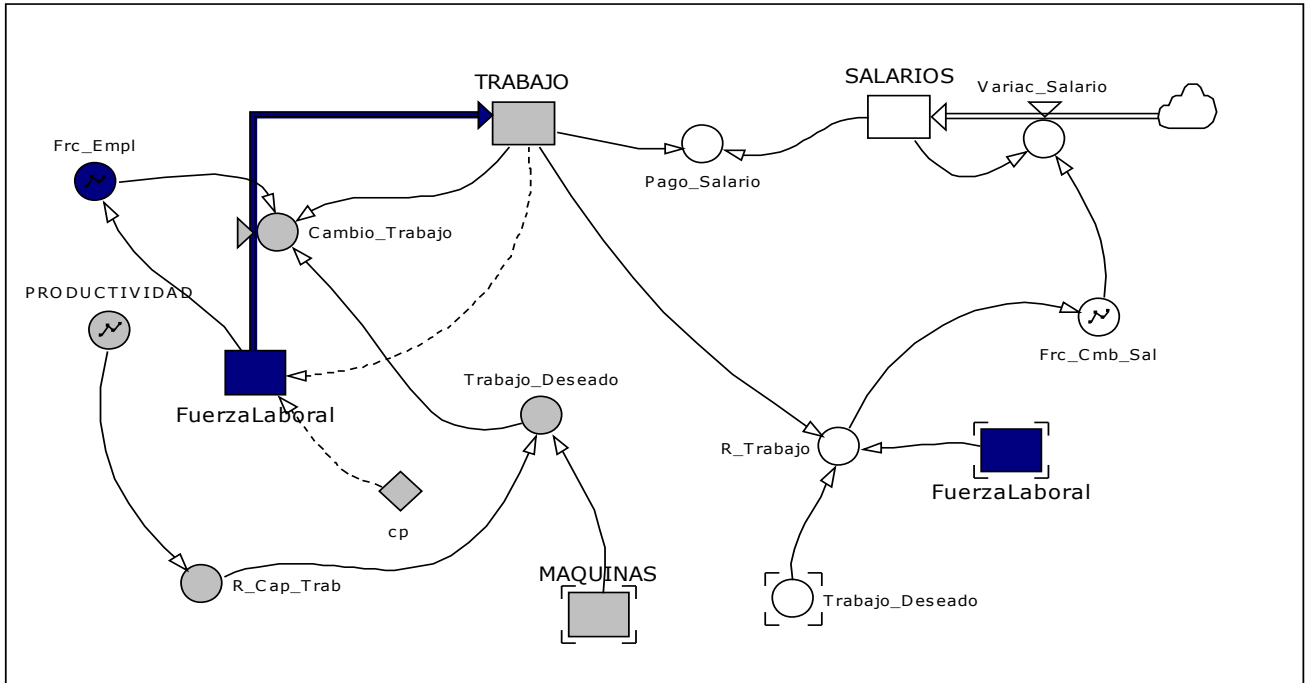 TRABAJO
SALARIOS
Variac_Salario
Frc_Empl
Pago_Salario
Cambio_Trabajo
PRODUCTIVIDAD
Frc_Cmb_Sal
Trabajo_Deseado
FuerzaLaboral
R_Trabajo
FuerzaLaboral
cp
MAQUINAS
R_Cap_Trab
Trabajo_Deseado